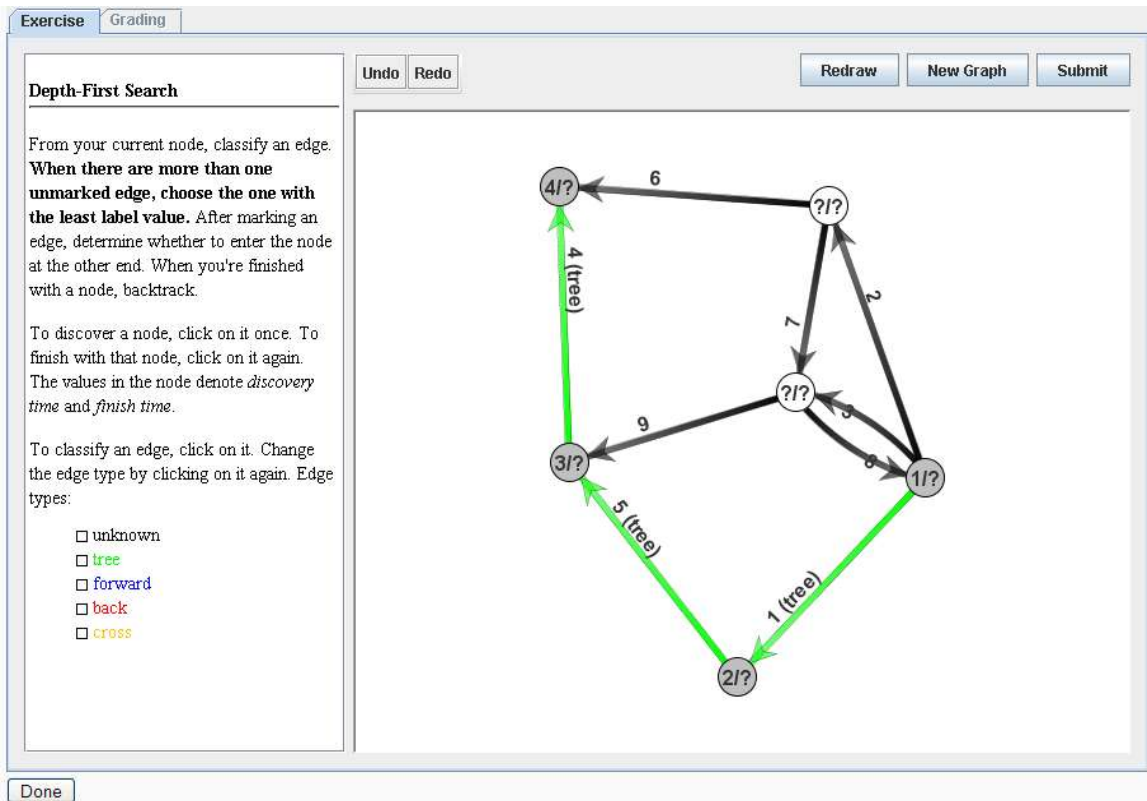 Exercise Grading
Undo Redo Redraw New Graph Submit
Depth-First Search
From your current node, classify an edge.
When there are more than one
unmarked edge, choose the one with
the least label value. After marking an
edge, determine whether to enter the node
at the other end. When you're finished
with a node, backtrack.
To discover a node, click on it once. To
finish with that node, click on it again.
The values in the node denote discovery
time and finish time.
To classify an edge, click on it. Change
the edge type by clicking on it again. Edge
types:
unknown
tree
forward
back
cross
4/?
6
?/?
4 (tree)
2
7
?/?
3
9
8
3/?
1/?
5 (tree)
1 (tree)
2/?
Done